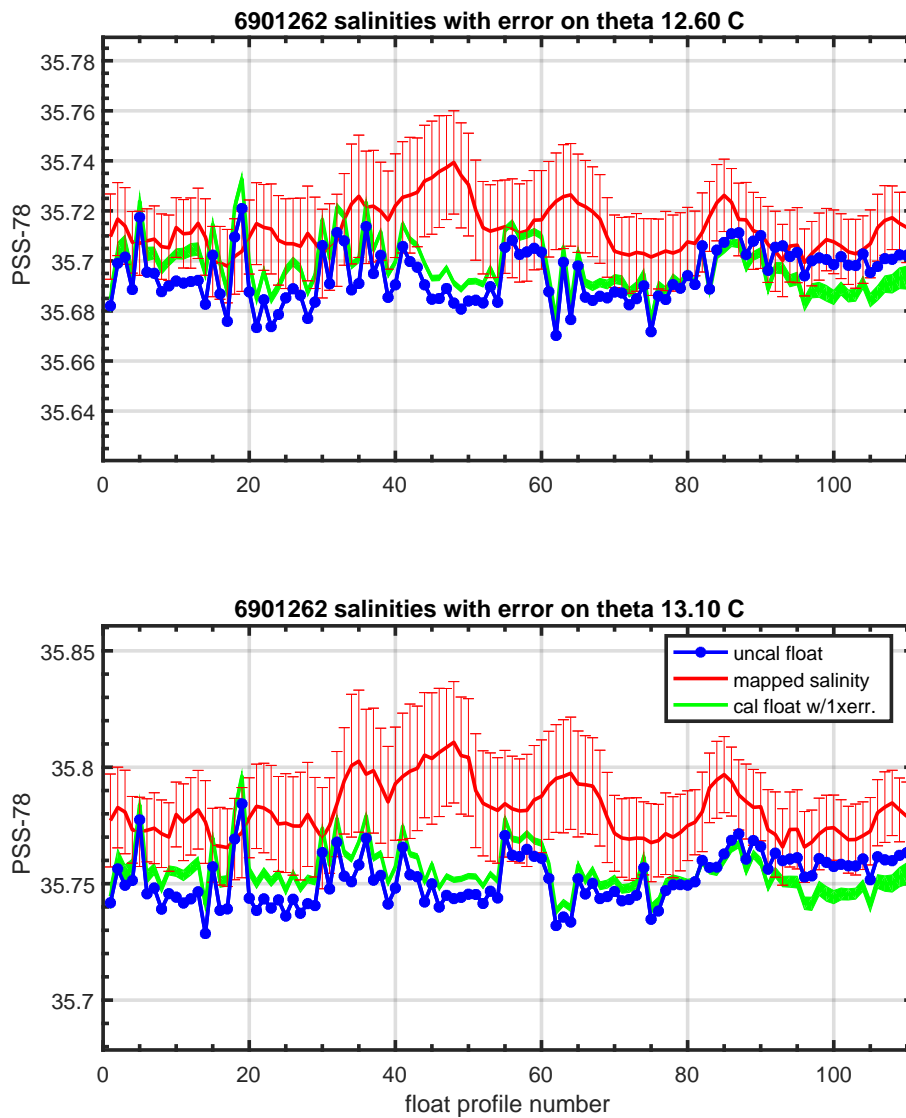 6901262 salinities with error on theta 12.60 C
35.78
35.76
35.74
35.72
35.7
35.68
35.66
35.64
PSS-78
0 20 40 60 80 100
6901262 salinities with error on theta 13.10 C
35.85
35.8
35.75
35.7
PSS-78
uncal float
mapped salinity
cal float w/1xerr.
0 20 40 60 80 100
float profile number